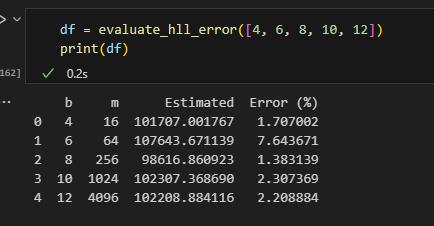 df = evaluate_hll_error([4, 6, 8, 10, 12])
print(df)
162] 0.2s
... b m Estimated Error (%)
0 4 16 101707.001767 1.707002
1 6 64 107643.671139 7.643671
2 8 256 98616.860923 1.383139
3 10 1024 102307.368690 2.307369
4 12 4096 102208.884116 2.208884